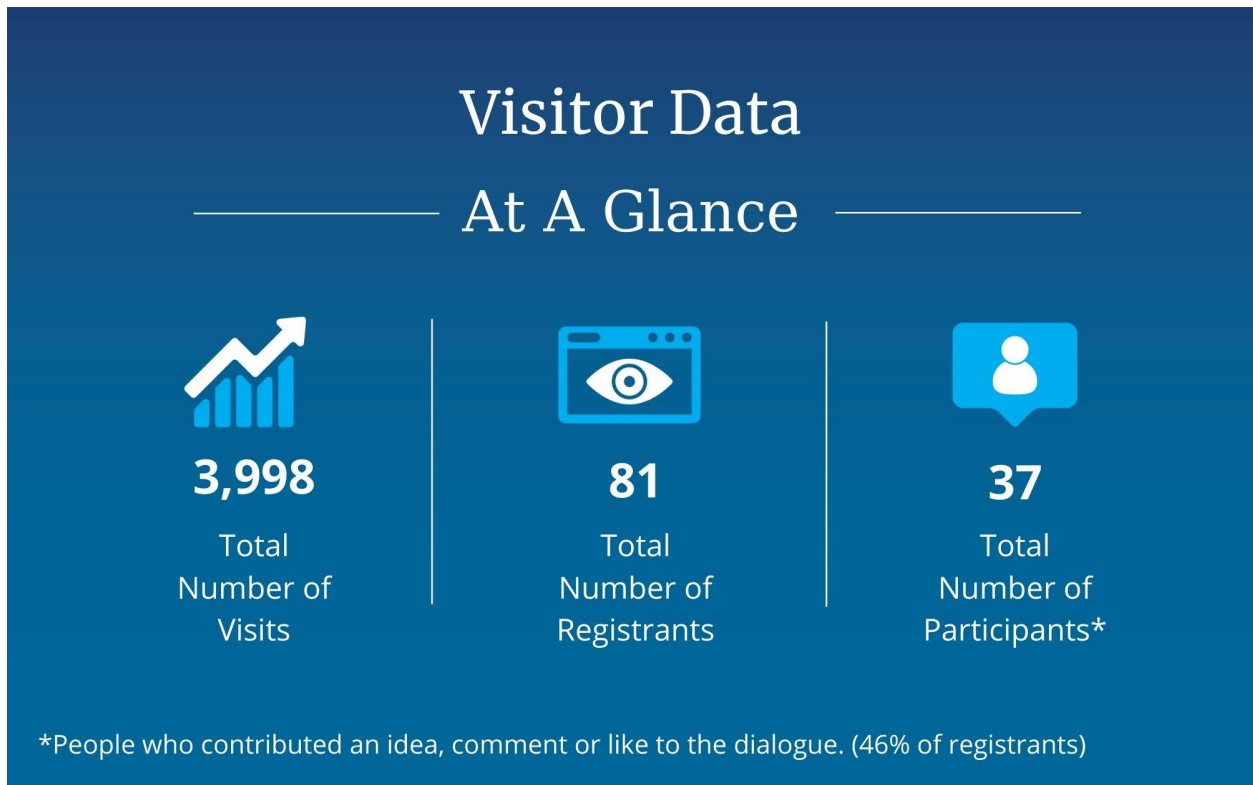 Visitor Data
At A Glance
3,998
Total
Number of
Visits
81
Total
Number of
Registrants
37
Total
Number of
Participants*
*People who contributed an idea, comment or like to the dialogue. (46% of registrants)